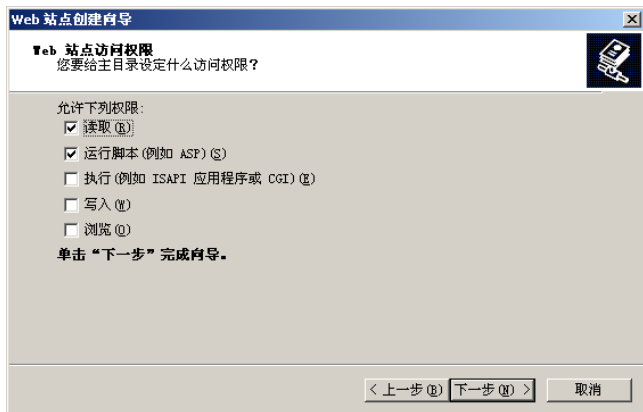 Web 站点创建向导
Web 站点访问权限
您要给主目录设定什么访问权限？
允许下列权限:
读取(R)
运行脚本(例如 ASP)(S)
执行(例如 ISAPI 应用程序或 CGI)(E)
写入(W)
浏览(O)
单击“下一步”完成向导。
< 上一步(B) 下一步(N) > 取消